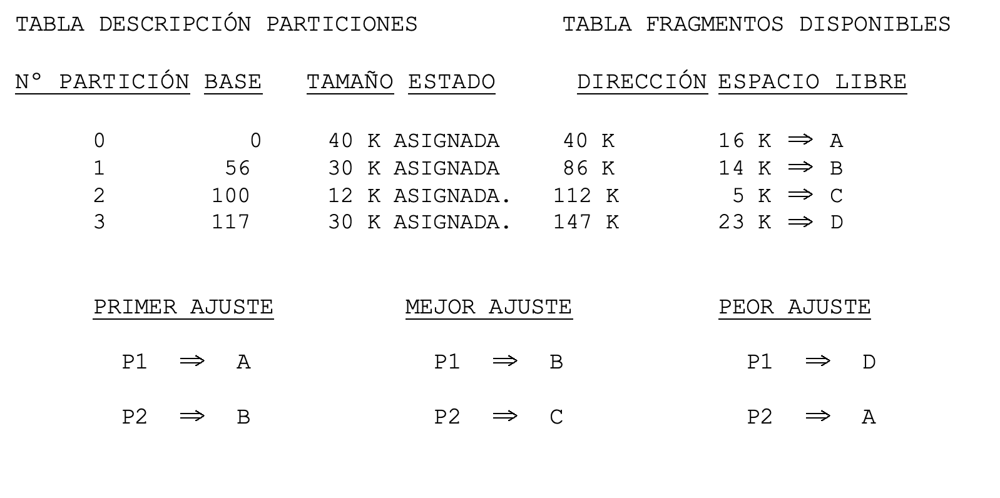 TABLA DESCRIPCIÓN PARTICIONES TABLA FRAGMENTOS DISPONIBLES
Nº PARTICIÓN BASE TAMAÑO ESTADO DIRECCIÓN ESPACIO LIBRE
0 0 40 K ASIGNADA 40 K 16 K ⇒ A
1 56 30 K ASIGNADA 86 K 14 K ⇒ B
2 100 12 K ASIGNADA. 112 K 5 K ⇒ C
3 117 30 K ASIGNADA. 147 K 23 K ⇒ D
PRIMER AJUSTE MEJOR AJUSTE PEOR AJUSTE
P1 ⇒ A P1 ⇒ B P1 ⇒ D
P2 ⇒ B P2 ⇒ C P2 ⇒ A